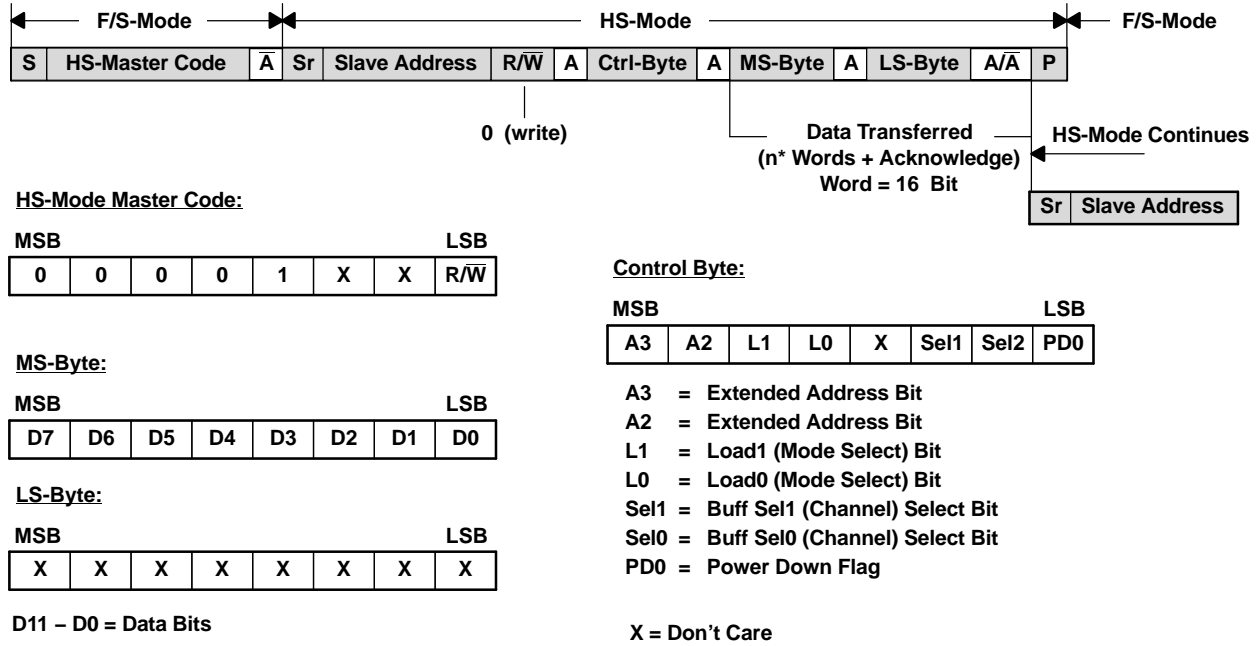 F/S-Mode HS-Mode F/S-Mode
S HS-Master Code A̅ Sr Slave Address R/W̅ A Ctrl-Byte A MS-Byte A LS-Byte A/A̅ P
0 (write)
Data Transferred
(n* Words + Acknowledge)
Word = 16 Bit
HS-Mode Continues
Sr Slave Address
HS-Mode Master Code:
MSB LSB
0 0 0 0 1 X X R/W̅
MS-Byte:
MSB LSB
D7 D6 D5 D4 D3 D2 D1 D0
LS-Byte:
MSB LSB
X X X X X X X X
D11 – D0 = Data Bits
Control Byte:
MSB LSB
A3 A2 L1 L0 X Sel1 Sel2 PD0
A3 = Extended Address Bit
A2 = Extended Address Bit
L1 = Load1 (Mode Select) Bit
L0 = Load0 (Mode Select) Bit
Sel1 = Buff Sel1 (Channel) Select Bit
Sel0 = Buff Sel0 (Channel) Select Bit
PD0 = Power Down Flag
X = Don't Care